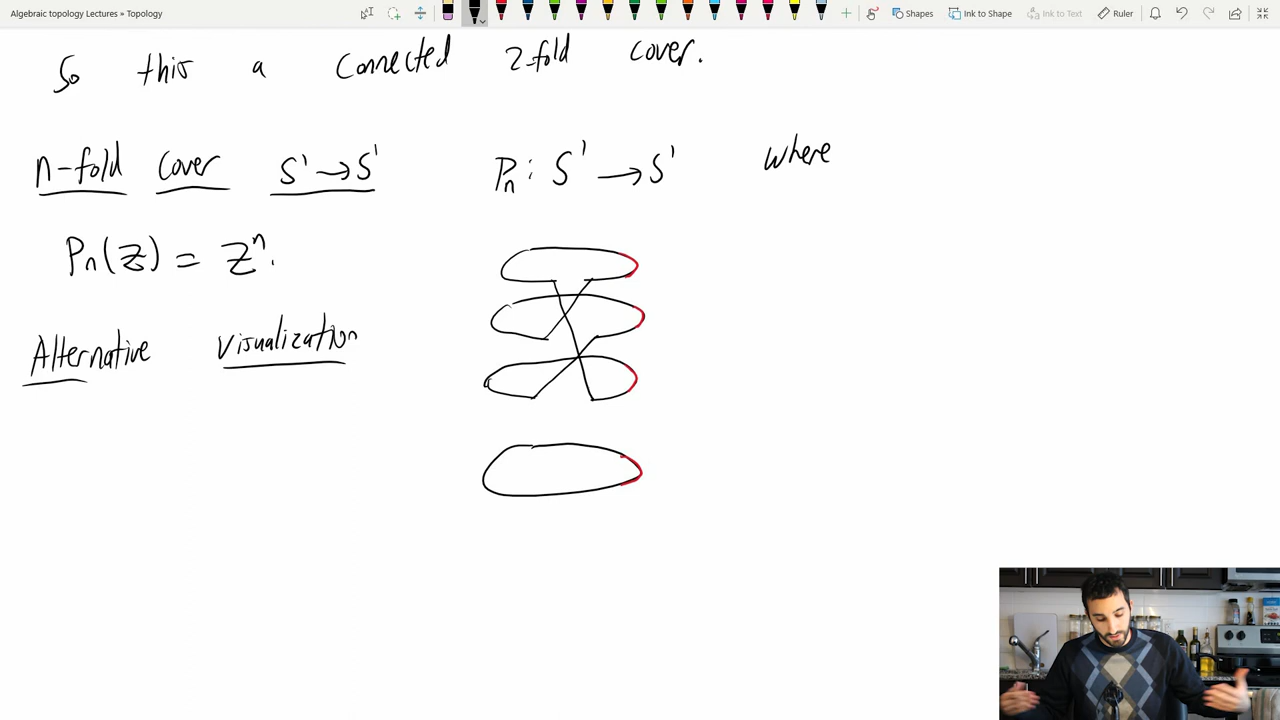 Algebraic topology Lectures - Topology
Shapes Ink to Shape Ink to Text Ruler
So this a connected 2-fold cover.
n-fold cover S¹→S¹ Pₙ: S¹ → S¹ where
Pₙ(z) = zⁿ.
Alternative visualization